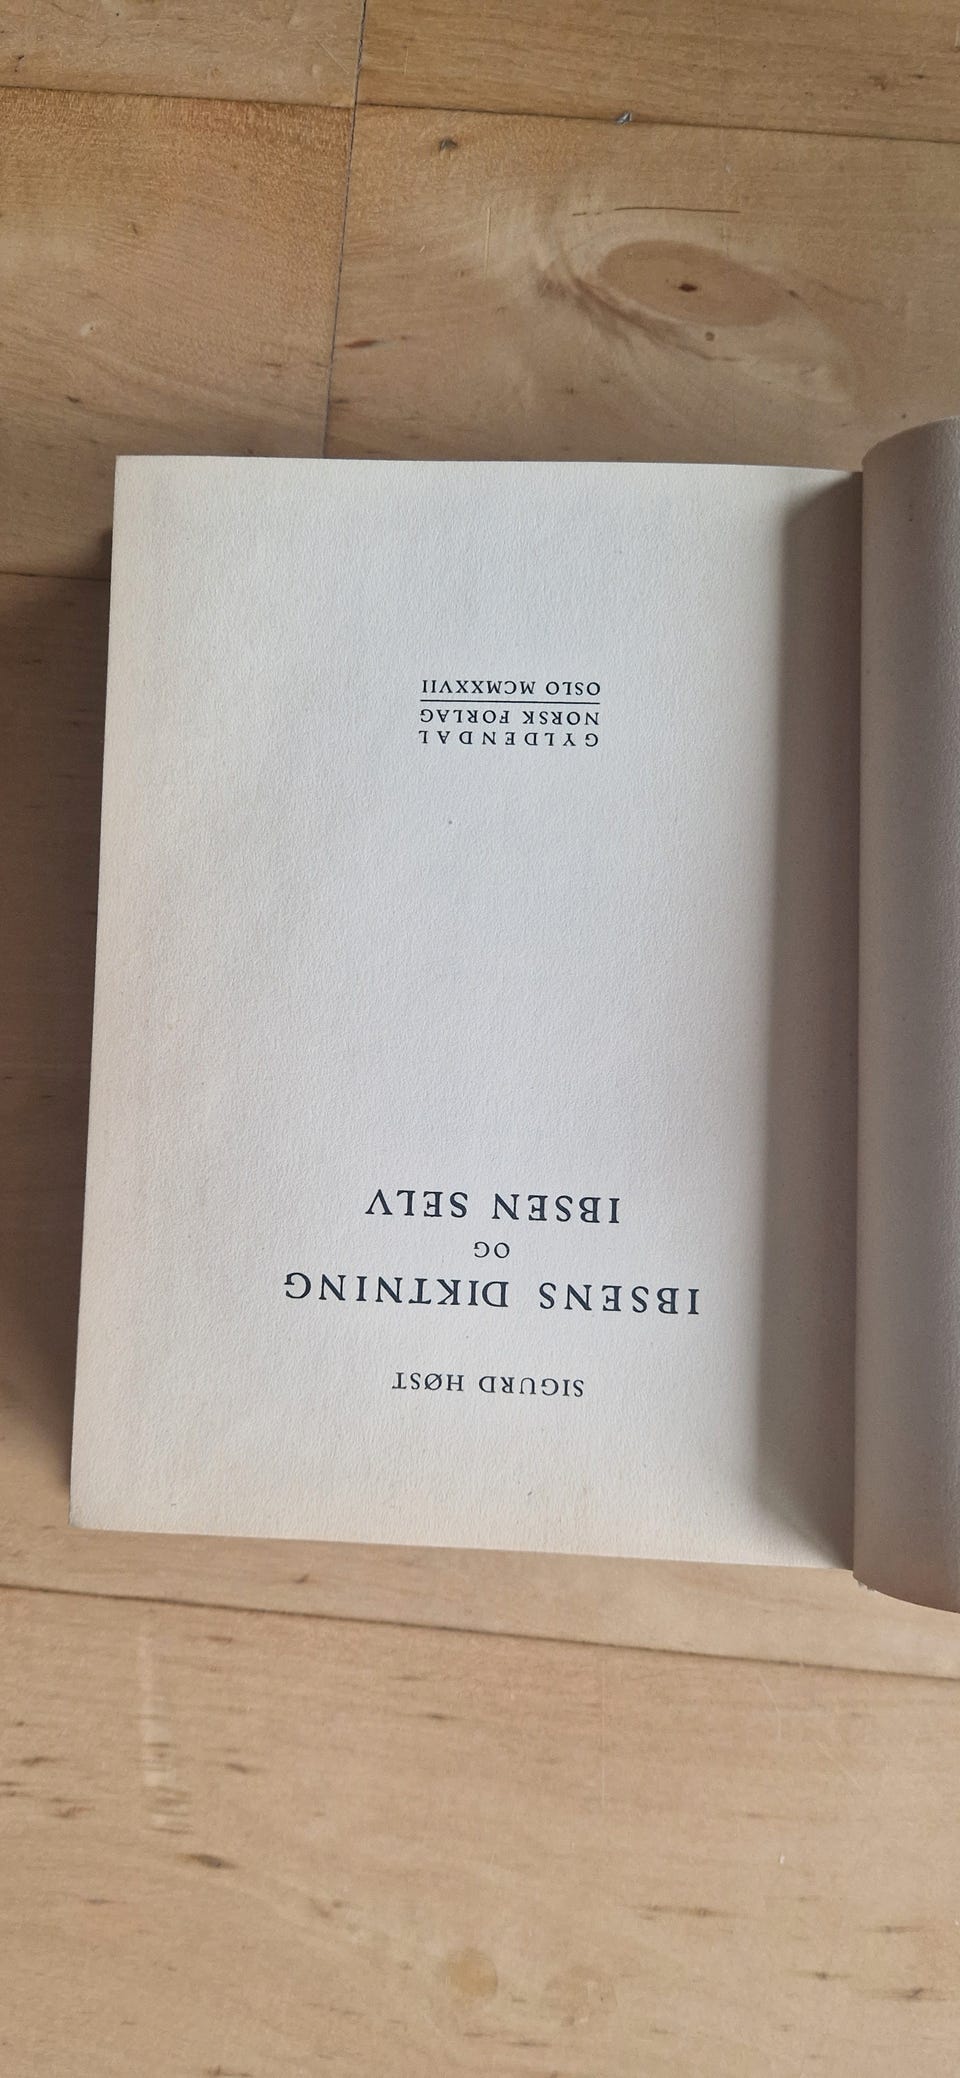 SIGURD HØST
IBSENS DIKTNING
OG
IBSEN SELV
GYLDENDAL
NORSK FORLAG
OSLO MCMXXVII